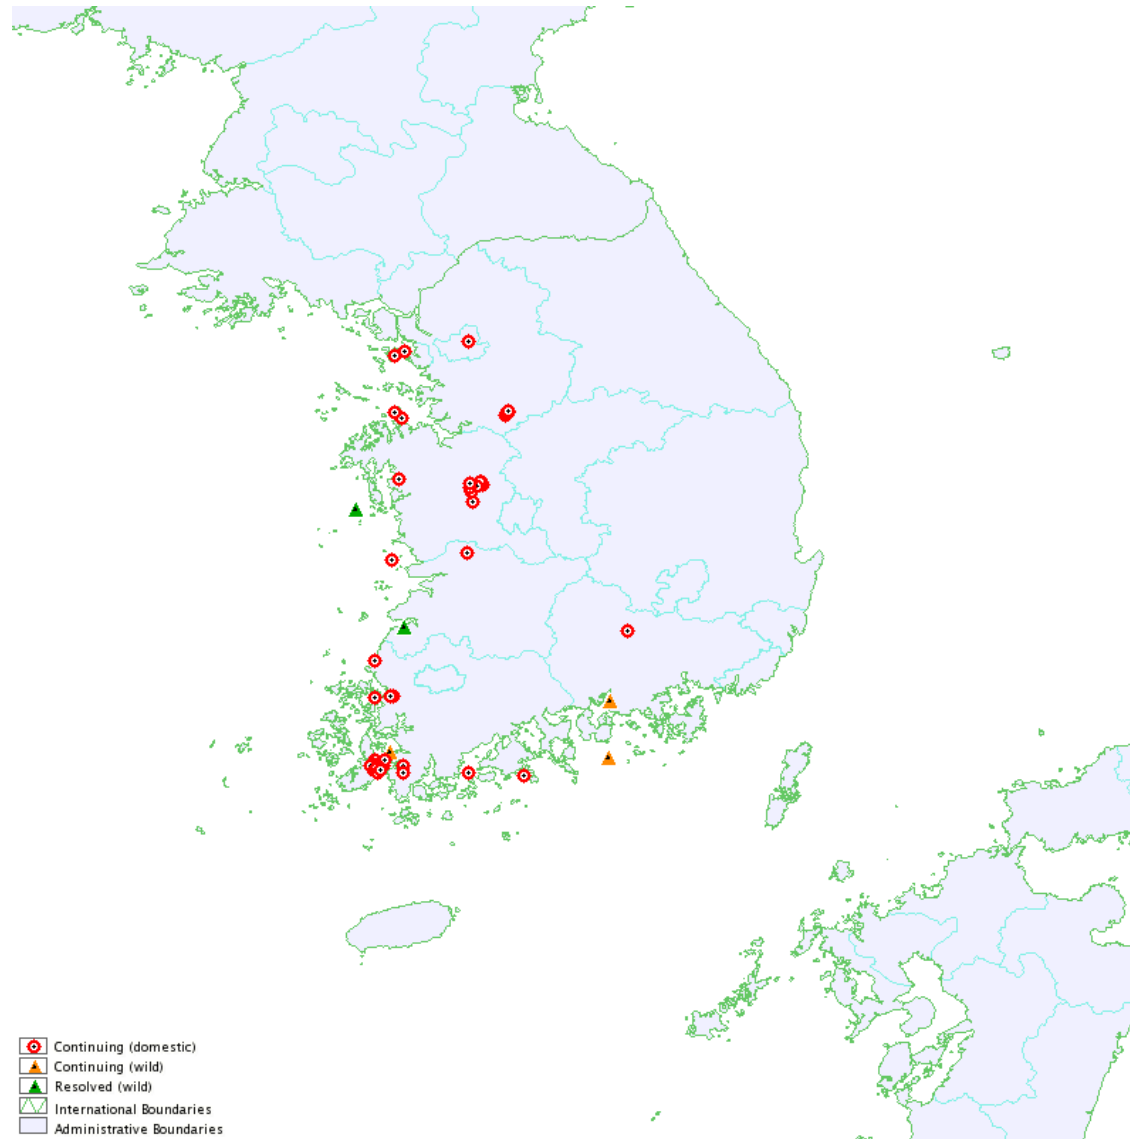 Continuing (domestic)
Continuing (wild)
Resolved (wild)
International Boundaries
Administrative Boundaries